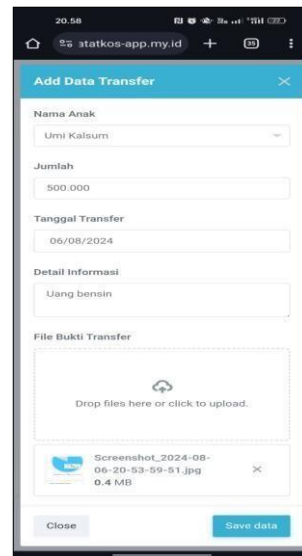 20.58
atatkos-app.my.id
35
Add Data Transfer
Nama Anak
Umi Kalsum
Jumlah
500.000
Tanggal Transfer
06/08/2024
Detail Informasi
Uang bensin
File Bukti Transfer
Drop files here or click to upload.
Screenshot_2024-08-
06-20-53-59-51.jpg
0.4 MB
Close
Save data